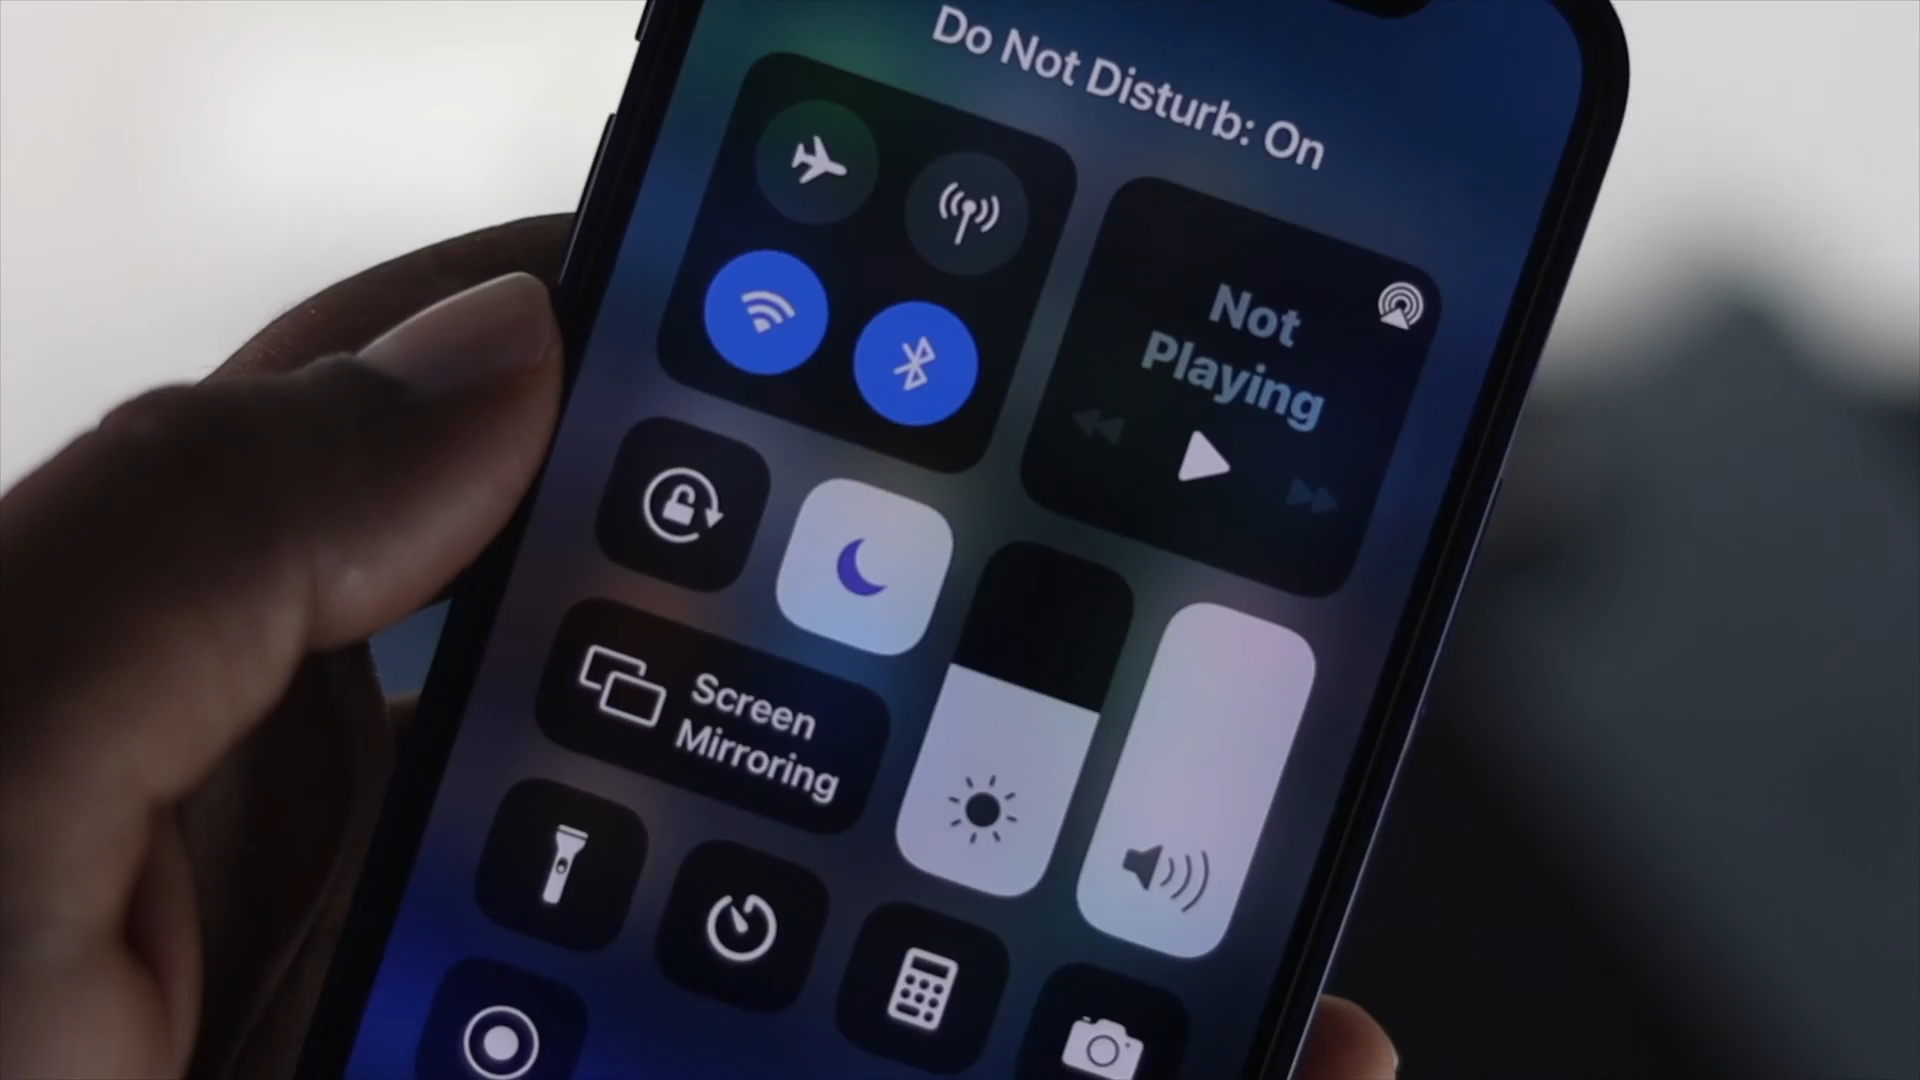 Do Not Disturb: On
Not
Playing
Screen
Mirroring